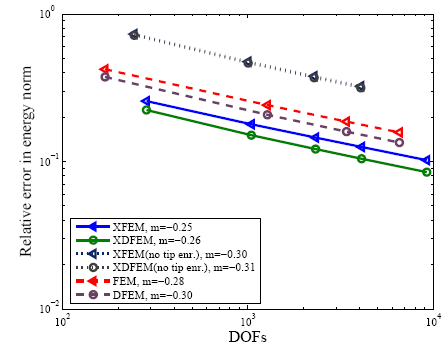 10^0
10^-1
10^-2
10^2
10^3
10^4
Relative error in energy norm
DOFs
XFEM, m=−0.25
XDFEM, m=−0.26
XFEM(no tip enr.), m=−0.30
XDFEM(no tip enr.), m=−0.31
FEM, m=−0.28
DFEM, m=−0.30